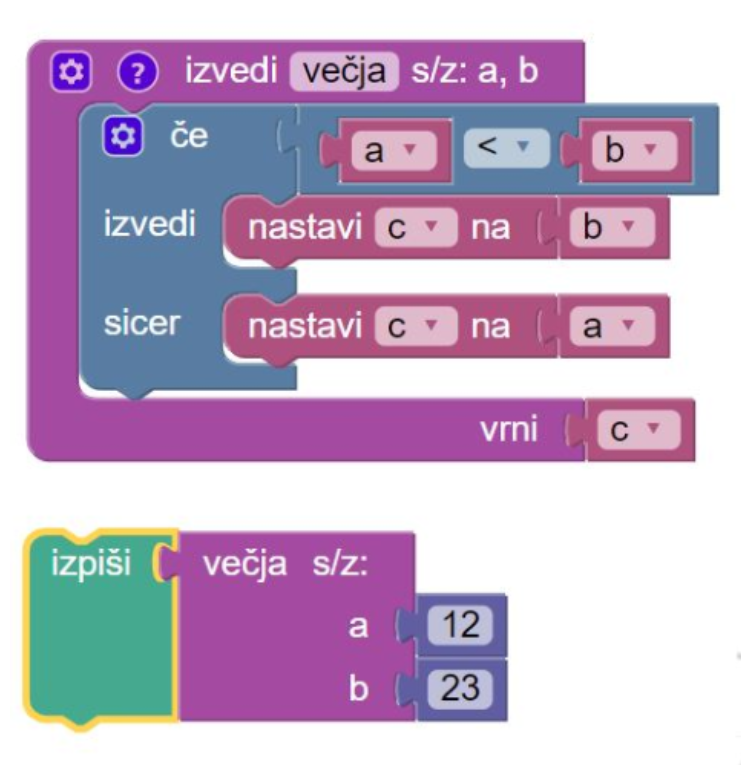 ? izvedi večja s/z: a, b
če a < b
izvedi nastavi c na b
sicer nastavi c na a
vrni c
izpiši večja s/z:
a 12
b 23